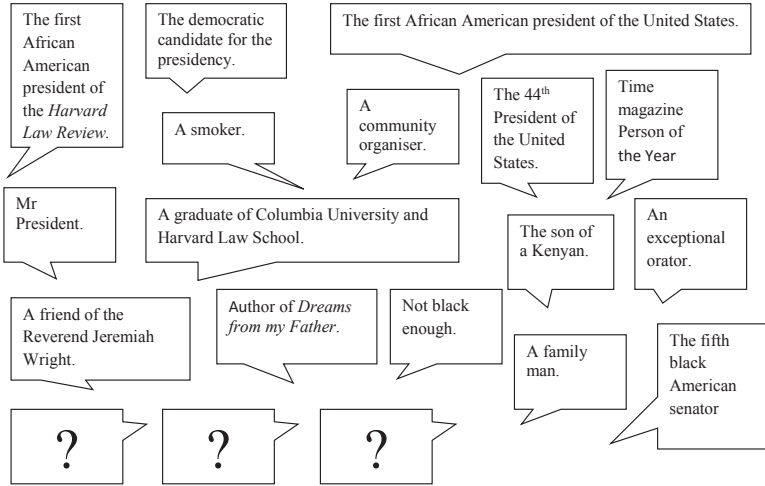 The first
African
American
president of
the Harvard
Law Review.
The democratic
candidate for the
presidency.
The first African American president of the United States.
A smoker.
A
community
organiser.
The 44th
President of
the United
States.
Time
magazine
Person of
the Year
Mr
President.
A graduate of Columbia University and
Harvard Law School.
The son of
a Kenyan.
An
exceptional
orator.
A friend of the
Reverend Jeremiah
Wright.
Author of Dreams
from my Father.
Not black
enough.
A family
man.
The fifth
black
American
senator
?
?
?